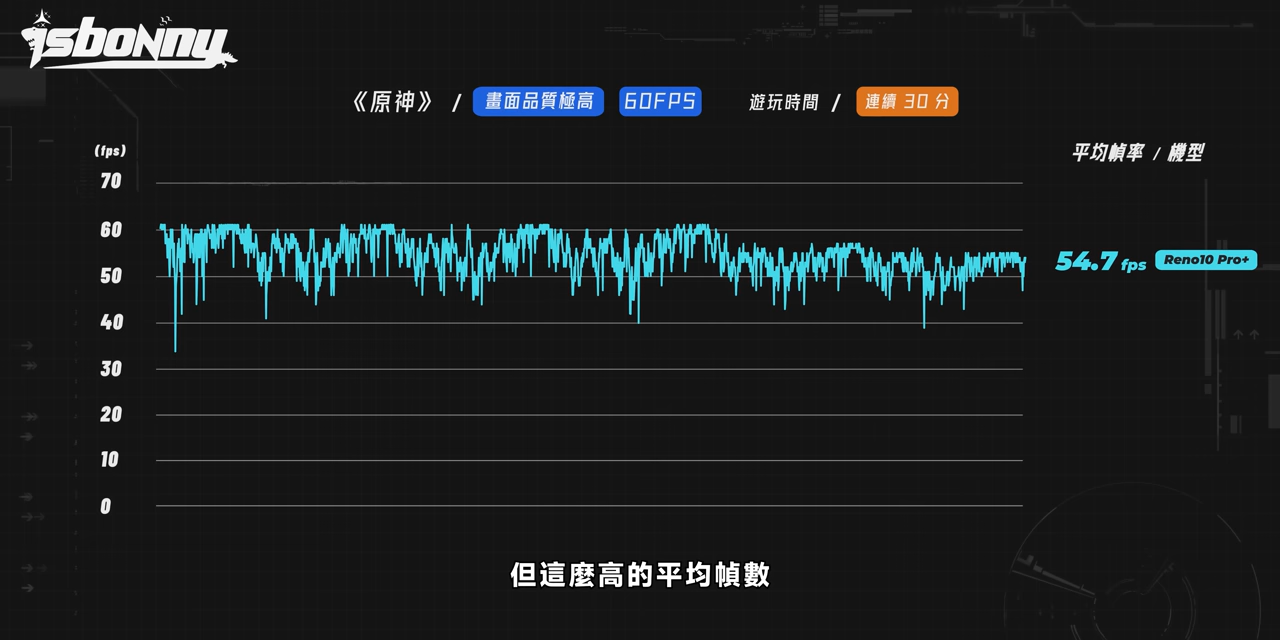 isbonny
《原神》 / 畫面品質極高 60FPS 遊玩時間 / 連續 30 分
(fps)
平均幀率 / 機型
70
60
54.7 fps Reno10 Pro+
50
40
30
20
10
0
但這麼高的平均幀數